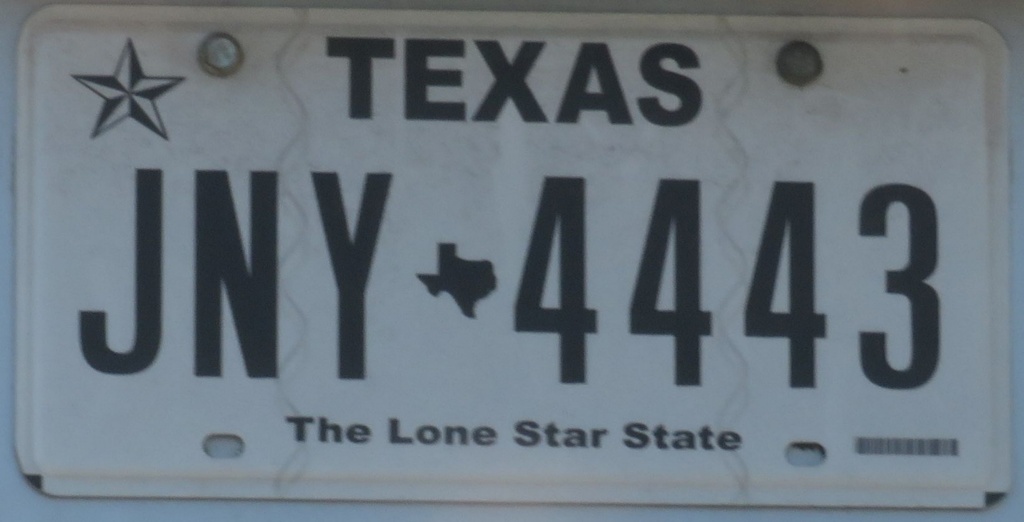 TEXAS
JNY 4443
The Lone Star State